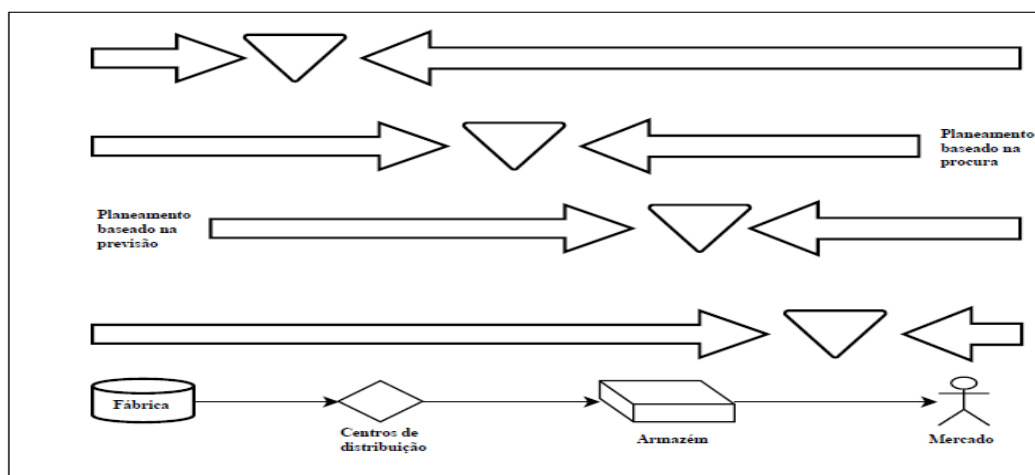 Planeamento
baseado na
procura
Planeamento
baseado na
previsão
Fábrica
Centros de
distribuição
Armazém
Mercado